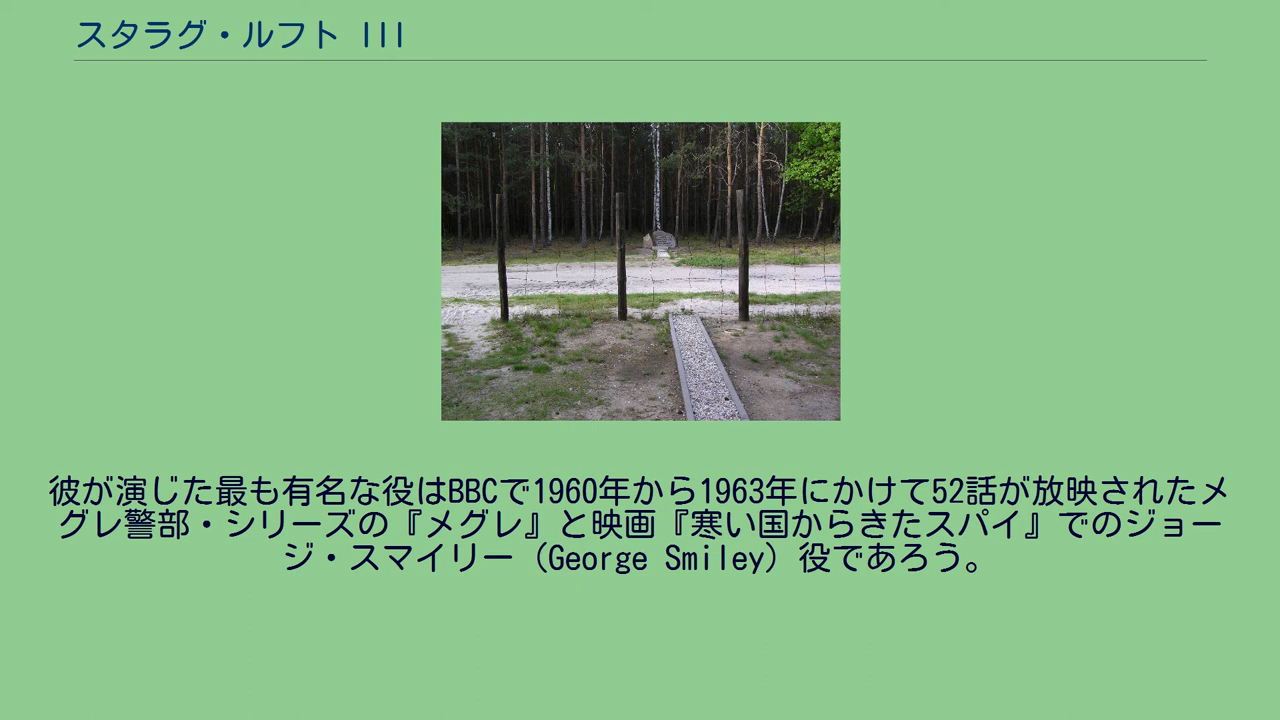 スタラグ・ルフト III
彼が演じた最も有名な役はBBCで1960年から1963年にかけて52話が放映されたメ
グレ警部・シリーズの『メグレ』と映画『寒い国からきたスパイ』でのジョー
ジ・スマイリー（George Smiley）役であろう。